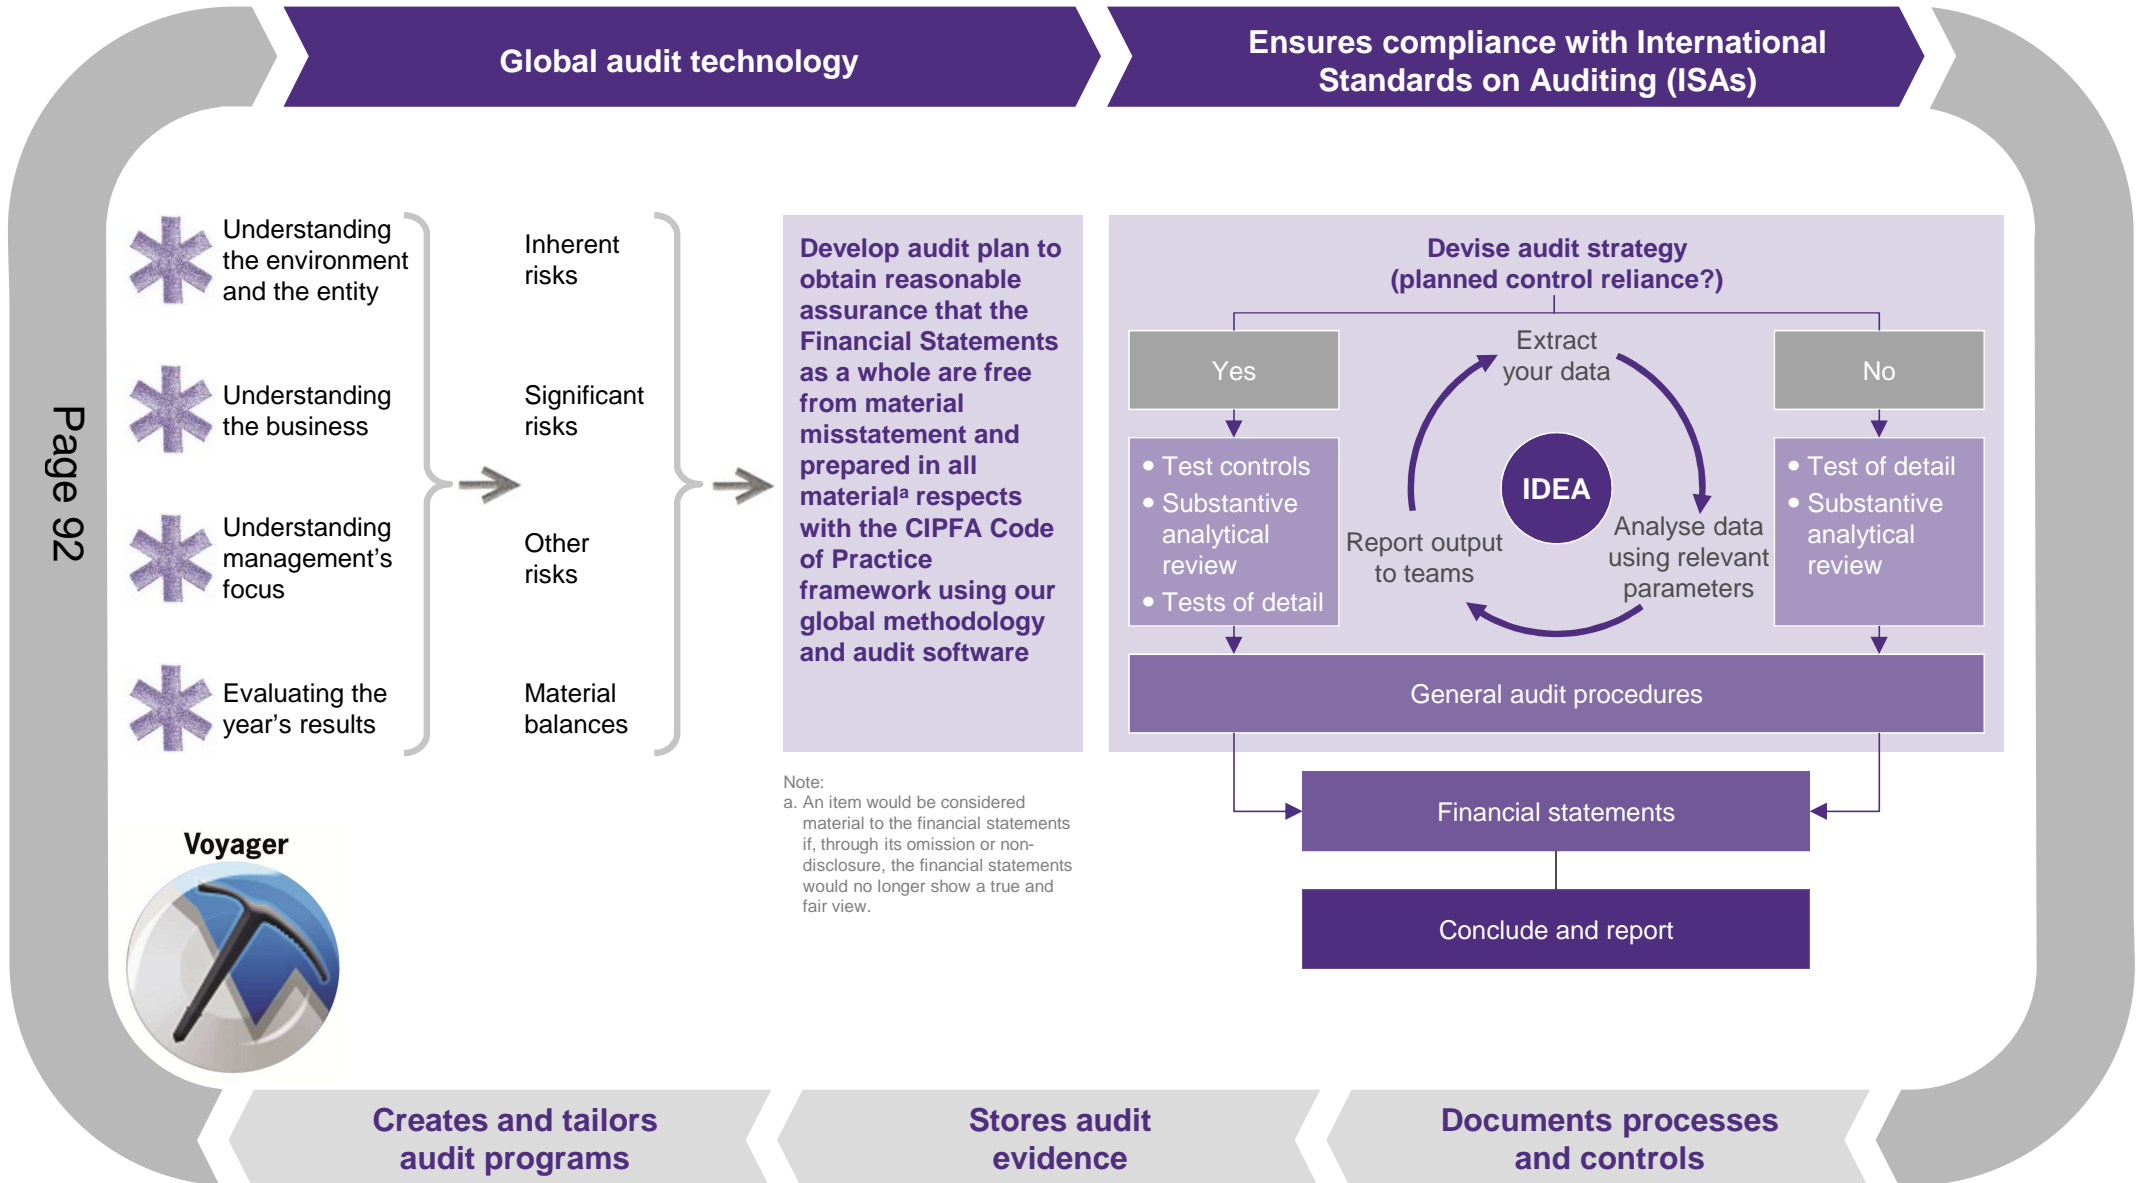 Global audit technology
Ensures compliance with International
Standards on Auditing (ISAs)
Page 92
Understanding
the environment
and the entity
Understanding
the business
Understanding
management’s
focus
Evaluating the
year’s results
Inherent
risks
Significant
risks
Other
risks
Material
balances
Develop audit plan to
obtain reasonable
assurance that the
Financial Statements
as a whole are free
from material
misstatement and
prepared in all
materialᵃ respects
with the CIPFA Code
of Practice
framework using our
global methodology
and audit software
Note:
a. An item would be considered
material to the financial statements
if, through its omission or non-
disclosure, the financial statements
would no longer show a true and
fair view.
Devise audit strategy
(planned control reliance?)
Yes
• Test controls
• Substantive
analytical
review
• Tests of detail
Extract
your data
IDEA
Analyse data
using relevant
parameters
Report output
to teams
No
• Test of detail
• Substantive
analytical
review
General audit procedures
Financial statements
Conclude and report
Voyager
Creates and tailors
audit programs
Stores audit
evidence
Documents processes
and controls